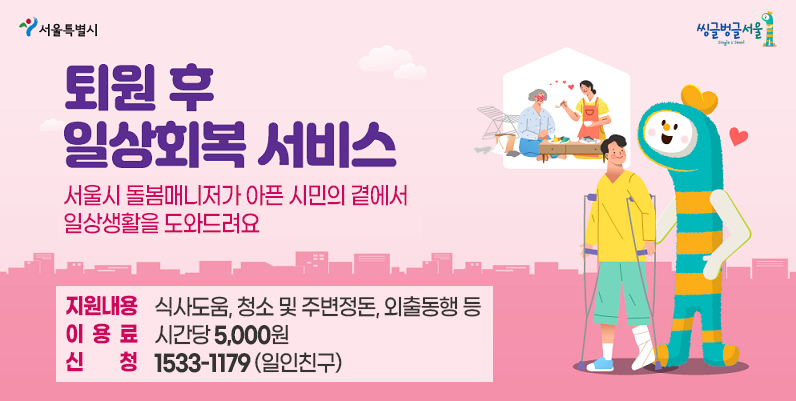 서울특별시
씽글벙글서울
Single in Seoul
퇴원 후
일상회복 서비스
서울시 돌봄매니저가 아픈 시민의 곁에서
일상생활을 도와드려요
지원내용 식사도움, 청소 및 주변정돈, 외출동행 등
이 용 료 시간당 5,000원
신 청 1533-1179 (일인친구)